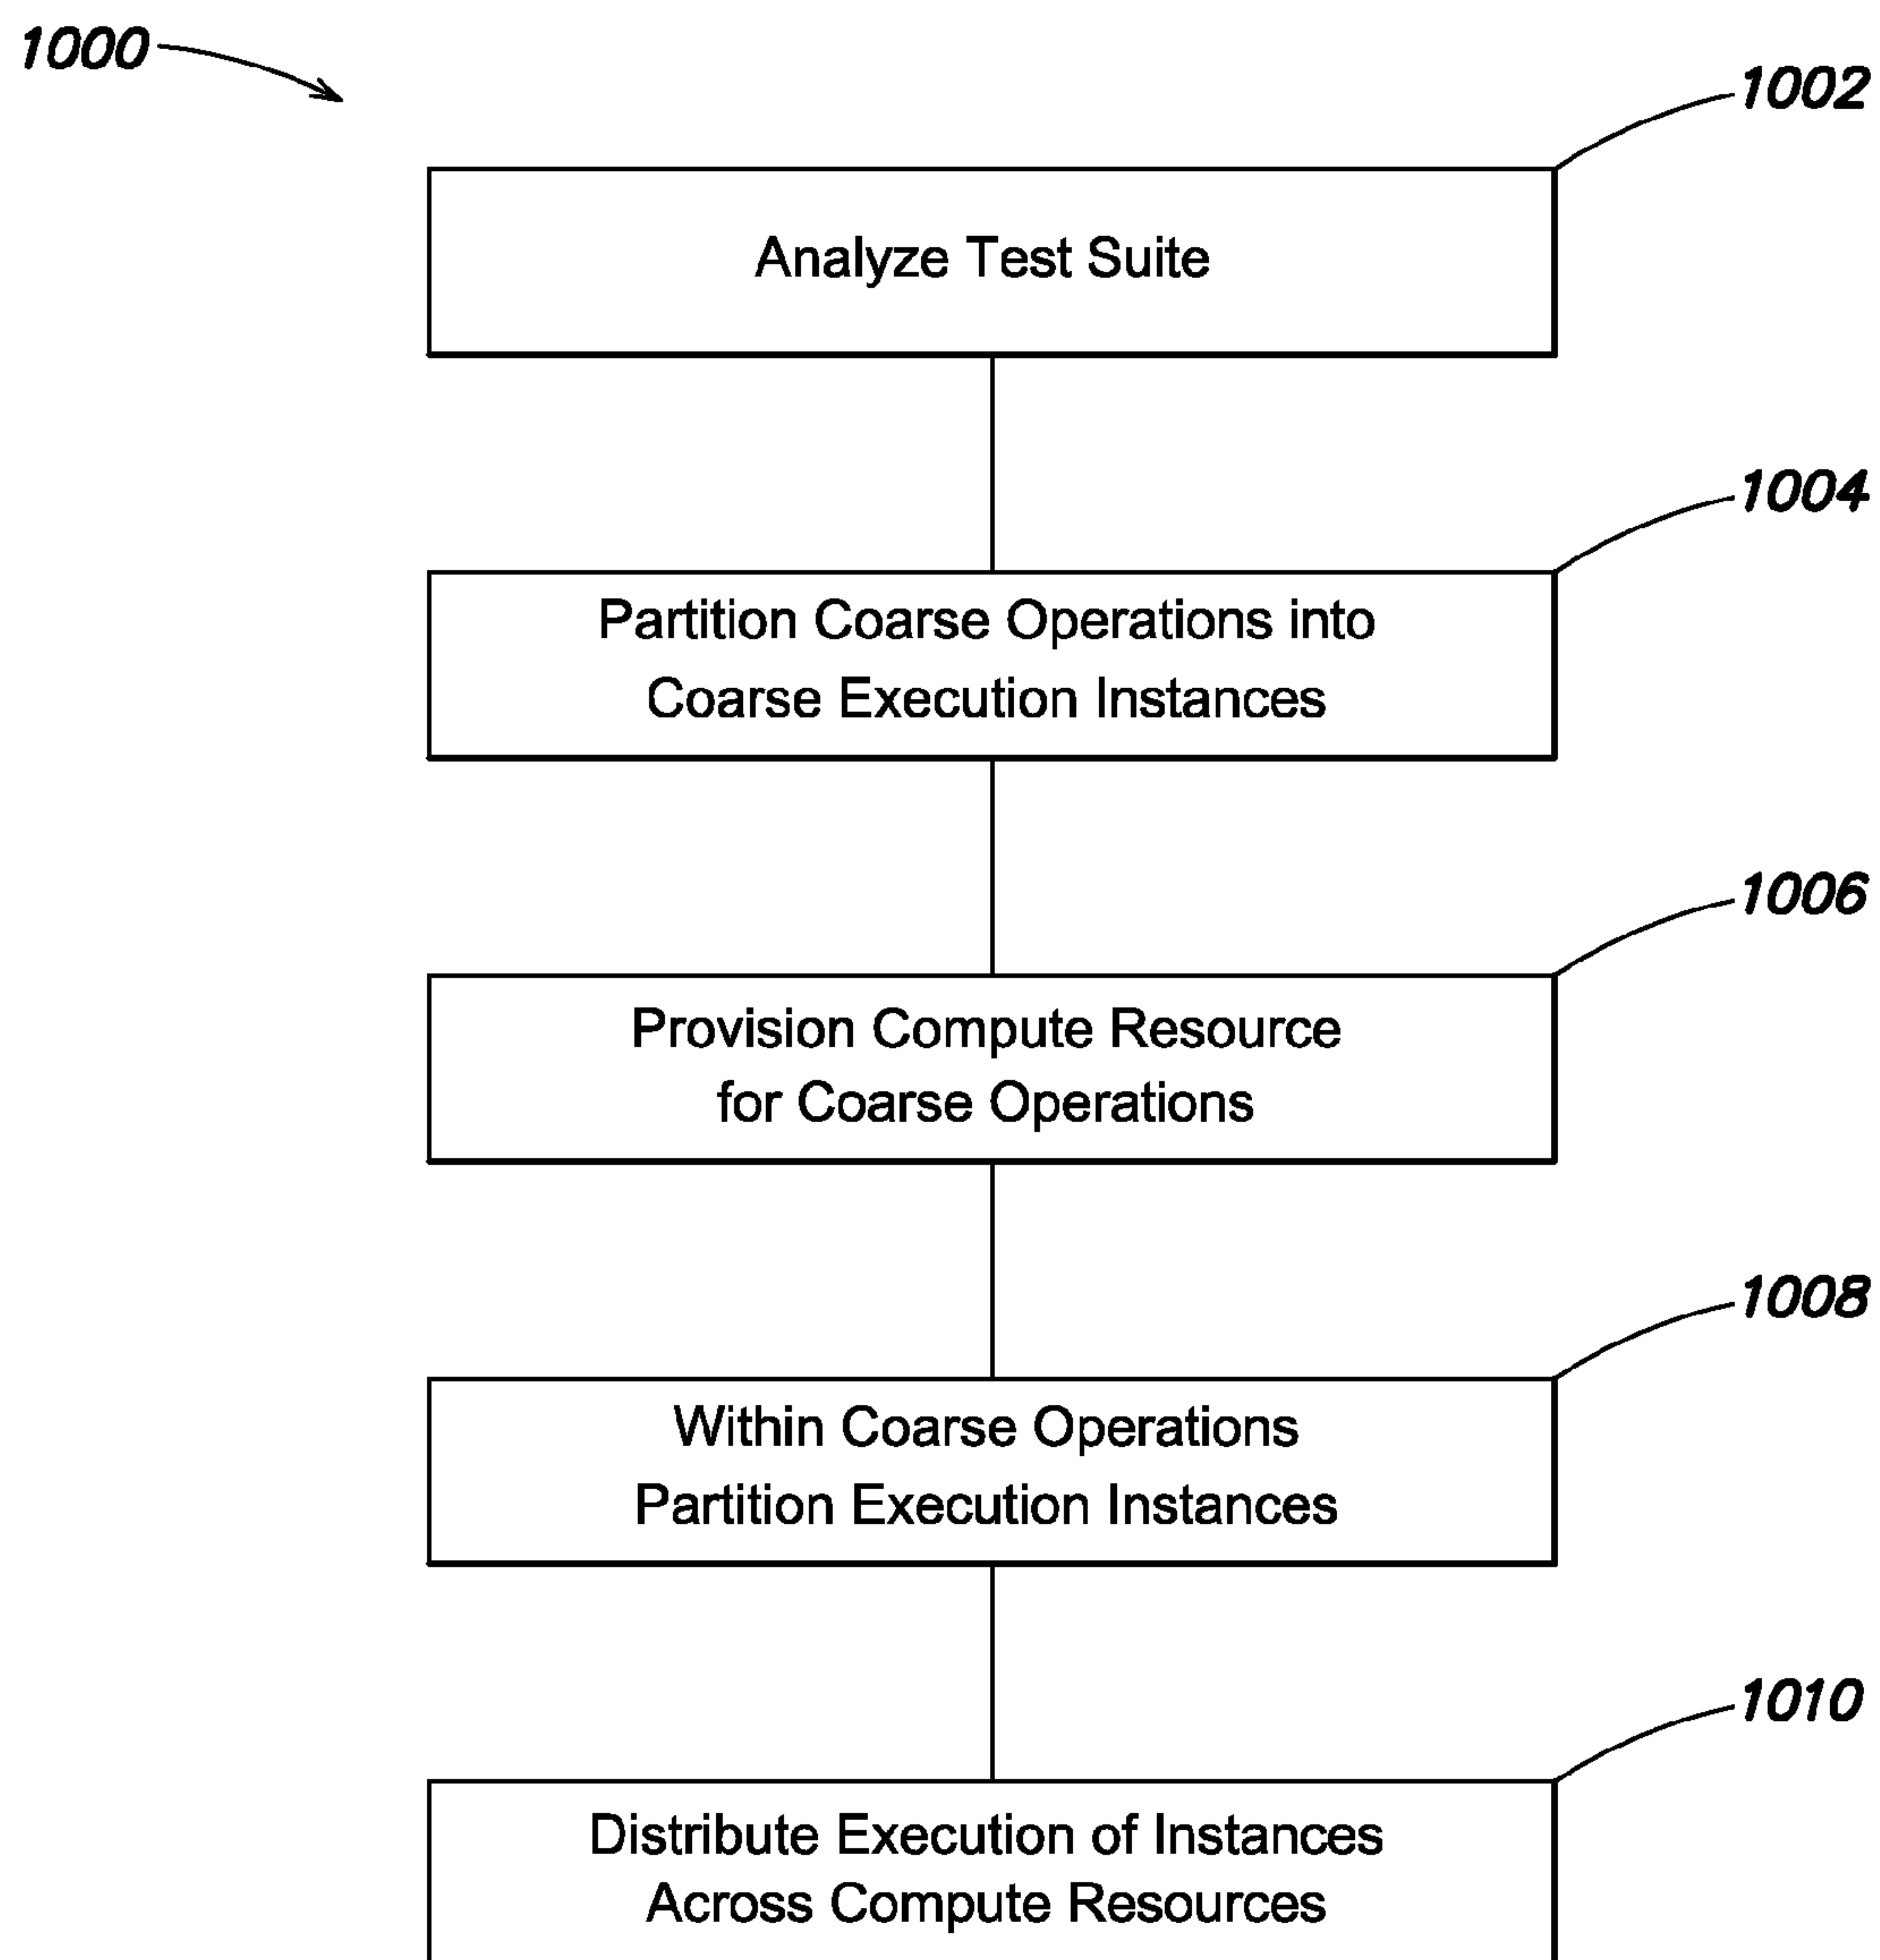 1000
1002
Analyze Test Suite
1004
Partition Coarse Operations into
Coarse Execution Instances
1006
Provision Compute Resource
for Coarse Operations
1008
Within Coarse Operations
Partition Execution Instances
1010
Distribute Execution of Instances
Across Compute Resources